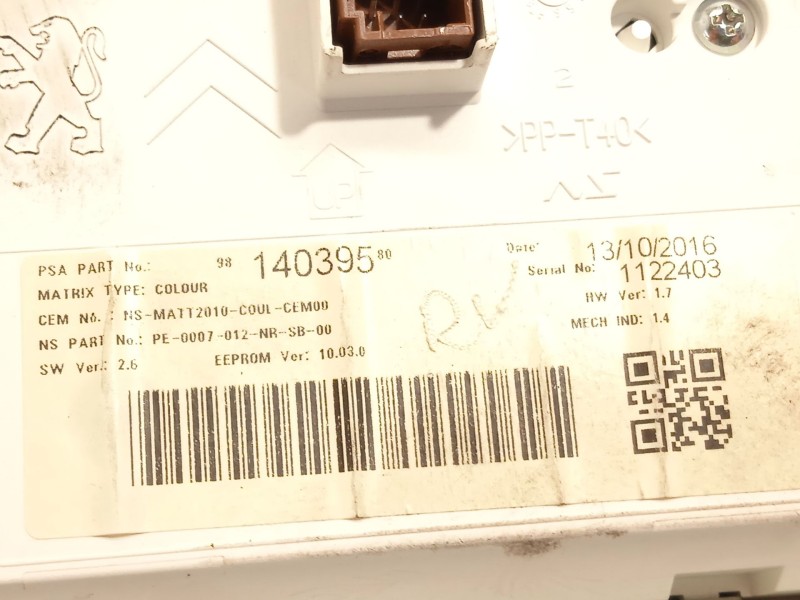 2
>PP-T40<
UP
PSA PART No.: 98 140395 80
Date: 13/10/2016
Serial No: 1122403
MATRIX TYPE: COLOUR
HW Ver: 1.7
CEM No.: NS-MATT2010-COUL-CEM00
MECH IND: 1.4
NS PART No.: PE-0007-012-NR-SB-00
SW Ver.: 2.6 EEPROM Ver: 10.03.0